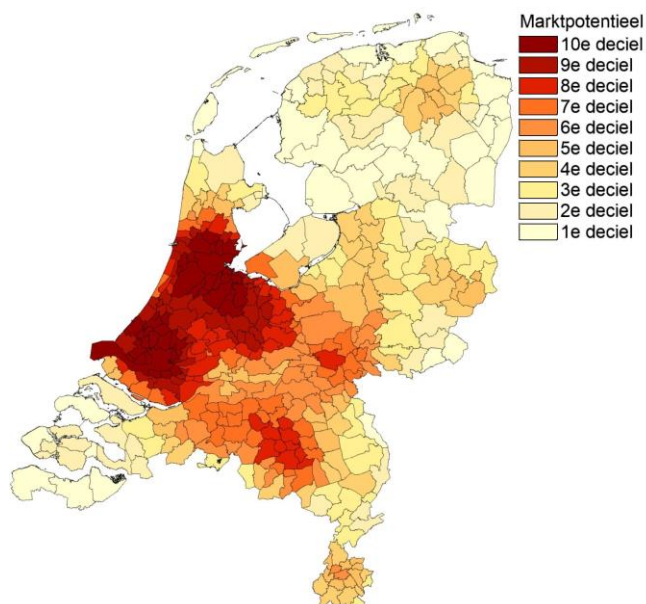 Marktpotentieel
10e deciel
9e deciel
8e deciel
7e deciel
6e deciel
5e deciel
4e deciel
3e deciel
2e deciel
1e deciel